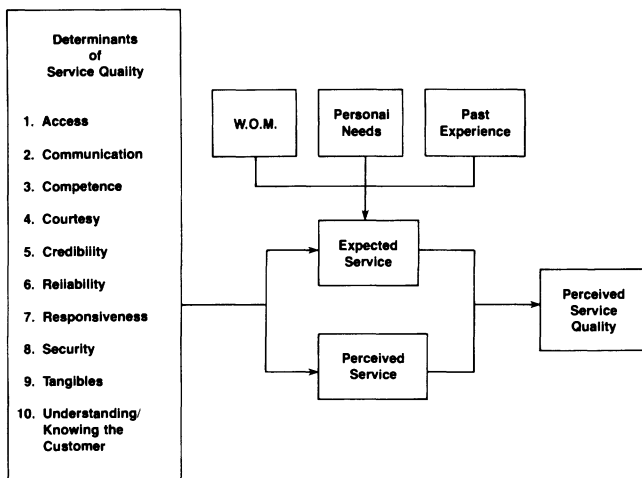 Determinants
of
Service Quality
1. Access
2. Communication
3. Competence
4. Courtesy
5. Credibility
6. Reliability
7. Responsiveness
8. Security
9. Tangibles
10. Understanding/
Knowing the
Customer
W.O.M.
Personal
Needs
Past
Experience
Expected
Service
Perceived
Service
Perceived
Service
Quality